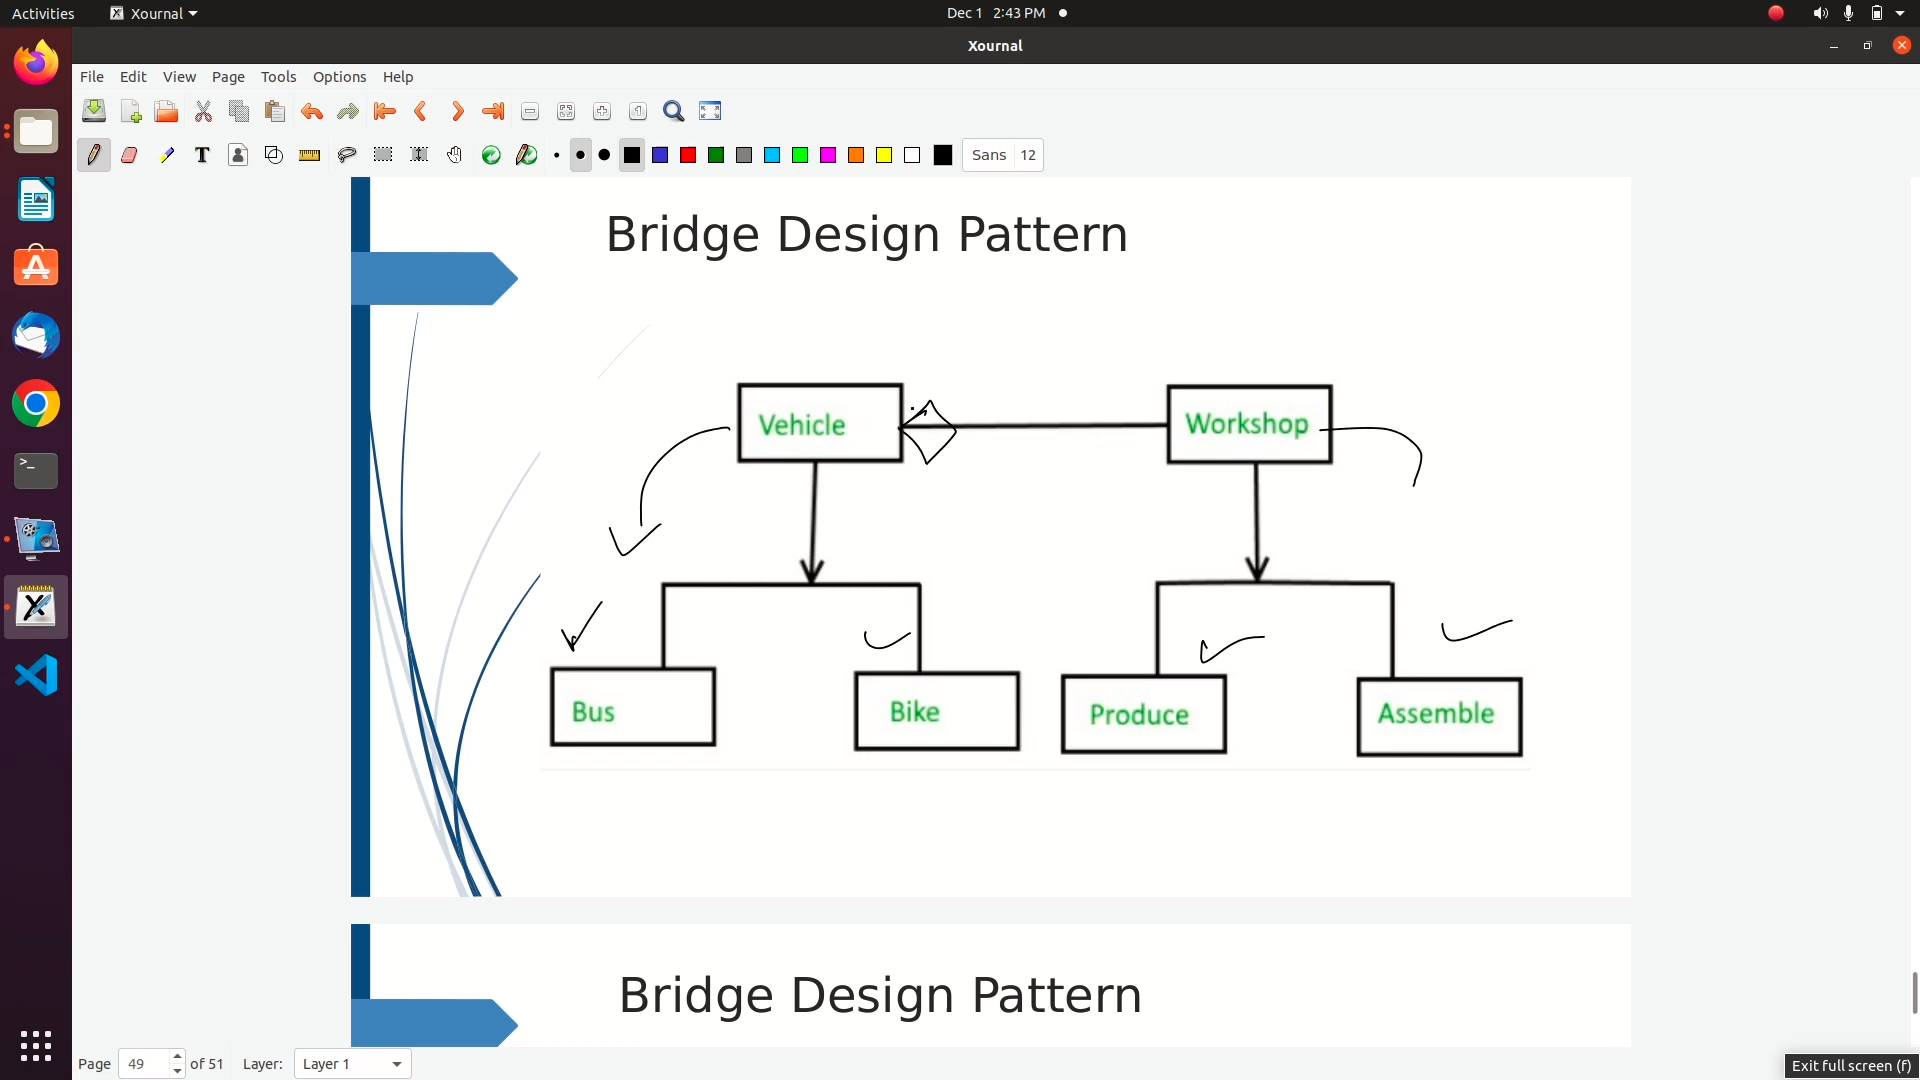 Activities Xournal Dec 1 2:43 PM
Xournal
File Edit View Page Tools Options Help
Sans 12
Bridge Design Pattern
Vehicle Workshop
Bus Bike Produce Assemble
Bridge Design Pattern
Page 49 of 51 Layer: Layer 1
Exit full screen (f)